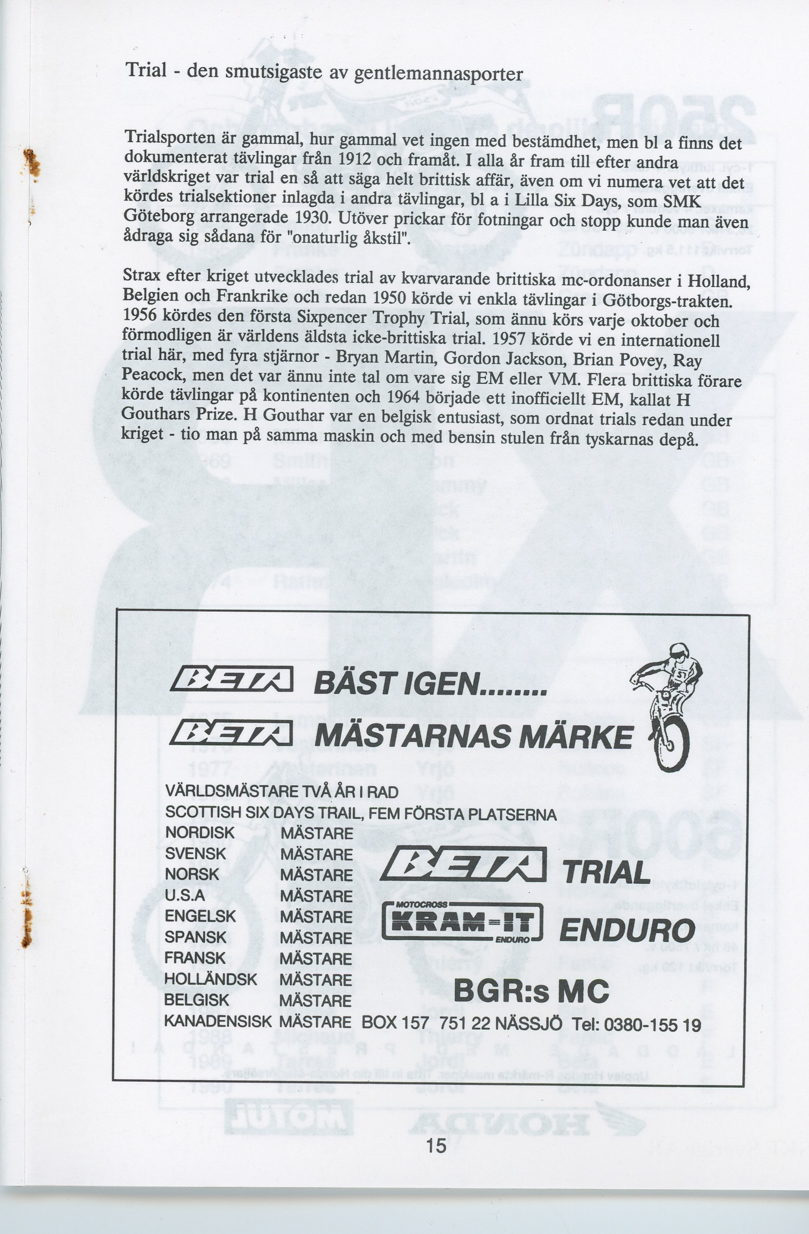 Trial - den smutsigaste av gentlemannasporter
Trialsporten är gammal, hur gammal vet ingen med bestämdhet, men bl a finns det
dokumenterat tävlingar från 1912 och framåt. I alla år fram till efter andra
världskriget var trial en så att säga helt brittisk affär, även om vi numera vet att det
kördes trialsektioner inlagda i andra tävlingar, bl a i Lilla Six Days, som SMK
Göteborg arrangerade 1930. Utöver prickar för fotningar och stopp kunde man även
ådraga sig sådana för "onaturlig åkstil".
Strax efter kriget utvecklades trial av kvarvarande brittiska mc-ordonanser i Holland,
Belgien och Frankrike och redan 1950 körde vi enkla tävlingar i Götborgs-trakten.
1956 kördes den första Sixpencer Trophy Trial, som ännu körs varje oktober och
förmodligen är världens äldsta icke-brittiska trial. 1957 körde vi en internationell
trial här, med fyra stjärnor - Bryan Martin, Gordon Jackson, Brian Povey, Ray
Peacock, men det var ännu inte tal om vare sig EM eller VM. Flera brittiska förare
körde tävlingar på kontinenten och 1964 började ett inofficiellt EM, kallat H
Gouthars Prize. H Gouthar var en belgisk entusiast, som ordnat trials redan under
kriget - tio man på samma maskin och med bensin stulen från tyskarnas depå.
BETA BÄST IGEN........
BETA MÄSTARNAS MÄRKE
VÄRLDSMÄSTARE TVÅ ÅR I RAD
SCOTTISH SIX DAYS TRAIL, FEM FÖRSTA PLATSERNA
NORDISK MÄSTARE
SVENSK MÄSTARE
NORSK MÄSTARE
U.S.A MÄSTARE
ENGELSK MÄSTARE
SPANSK MÄSTARE
FRANSK MÄSTARE
HOLLÄNDSK MÄSTARE
BELGISK MÄSTARE
KANADENSISK MÄSTARE
BETA TRIAL
MOTOCROSS
KRAM-IT ENDURO
ENDURO
BGR:s MC
BOX 157 751 22 NÄSSJÖ Tel: 0380-155 19
15